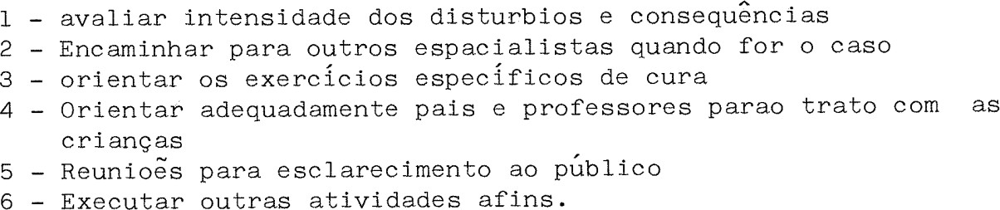 1 - avaliar intensidade dos disturbios e consequências
2 - Encaminhar para outros espacialistas quando for o caso
3 - orientar os exercícios específicos de cura
4 - Orientar adequadamente pais e professores parao trato com  as
crianças
5 - Reunioẽs para esclarecimento ao público
6 - Executar outras atividades afins.